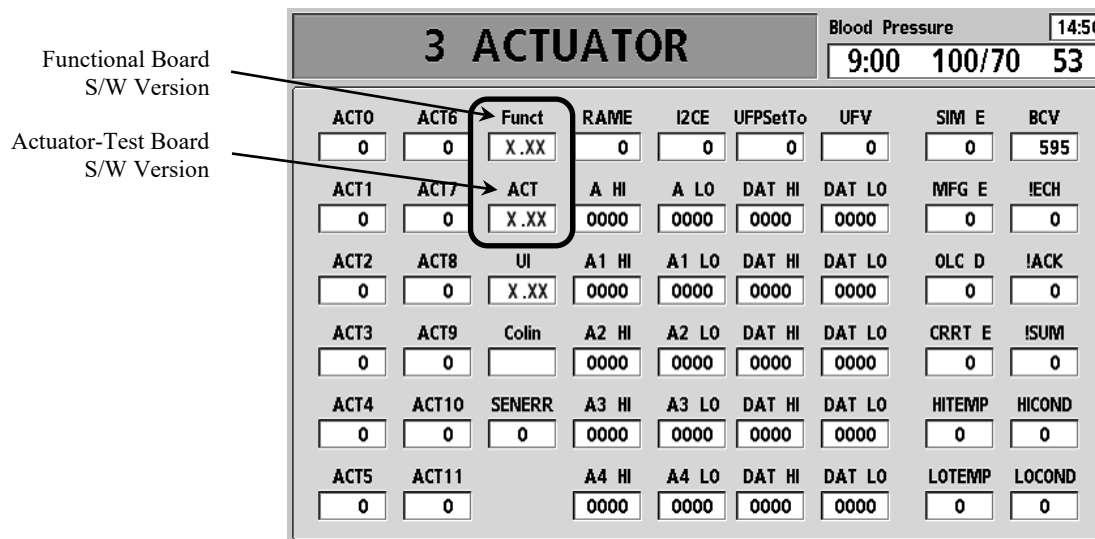 Functional Board
S/W Version
Actuator-Test Board
S/W Version
3 ACTUATOR
Blood Pressure
9:00 100/70 53
ACT0 ACT6 Funct RAME I2CE UFPSetTo UFV SIM E BCV
0 0 X.XX 0 0 0 0 0 595
ACT1 ACT7 ACT A HI A LO DAT HI DAT LO MFG E !ECH
0 0 X.XX 0000 0000 0000 0000 0 0
ACT2 ACT8 UI A1 HI A1 LO DAT HI DAT LO OLC D !ACK
0 0 X.XX 0000 0000 0000 0000 0 0
ACT3 ACT9 Colin A2 HI A2 LO DAT HI DAT LO CRRT E !SUM
0 0 0000 0000 0000 0000 0 0
ACT4 ACT10 SENERR A3 HI A3 LO DAT HI DAT LO HITEMP HICOND
0 0 0 0000 0000 0000 0000 0 0
ACT5 ACT11 A4 HI A4 LO DAT HI DAT LO LOTEMP LOCOND
0 0 0000 0000 0000 0000 0 0